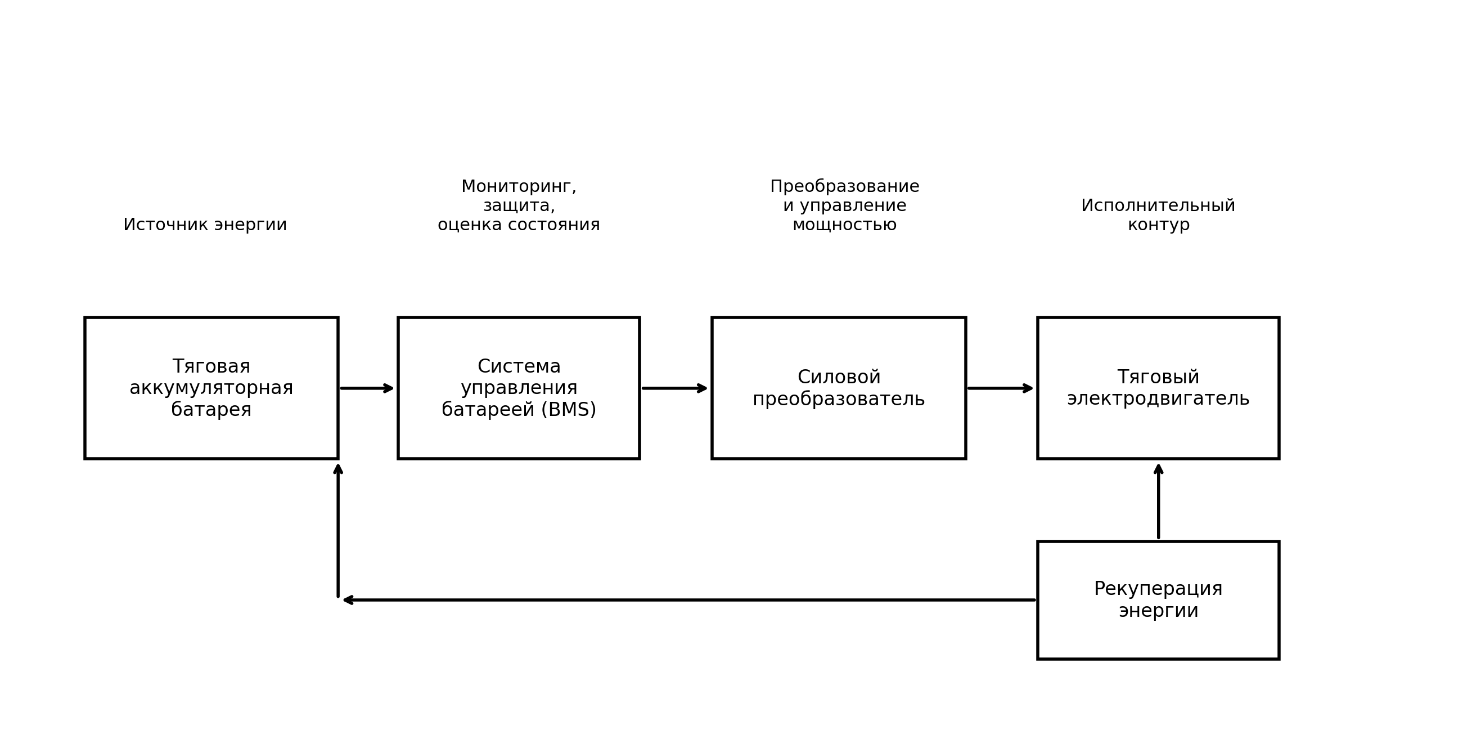 Источник энергии
Мониторинг,
защита,
оценка состояния
Преобразование
и управление
мощностью
Исполнительный
контур
Тяговая
аккумуляторная
батарея
Система
управления
батареей (BMS)
Силовой
преобразователь
Тяговый
электродвигатель
Рекуперация
энергии